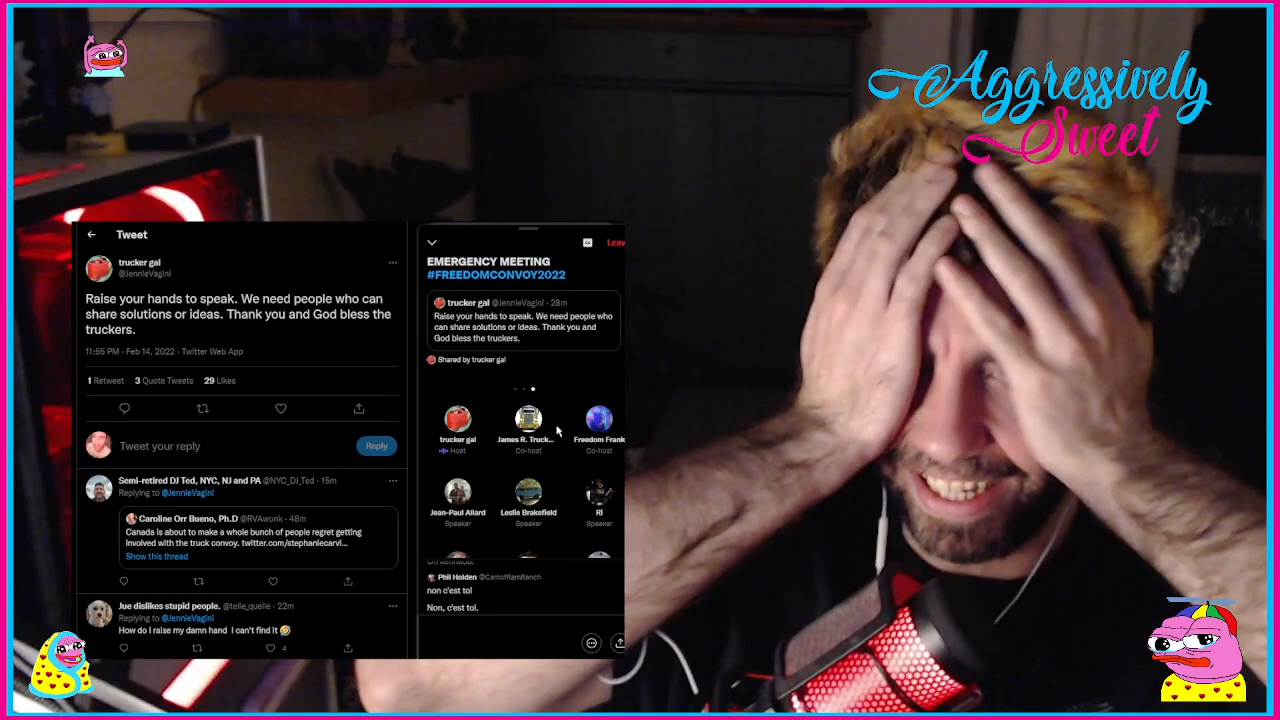 Aggressively
Sweet
Tweet
trucker gal
@JennieVagini
Raise your hands to speak. We need people who can
share solutions or ideas. Thank you and God bless the
truckers.
11:55 PM · Feb 14, 2022 · Twitter Web App
1 Retweet 3 Quote Tweets 29 Likes
Tweet your reply
Reply
Semi-retired DJ Ted, NYC, NJ and PA @NYC_DJ_Ted · 15m
Replying to @JennieVagini
Caroline Orr Bueno, Ph.D @RVAwonk · 48m
Canada is about to make a whole bunch of people regret getting
involved with the truck convoy. twitter.com/stephaniecarvi...
Show this thread
Jue dislikes stupid people. @telle_quelle · 22m
Replying to @JennieVagini
How do I raise my damn hand I can't find it 🤣
4
Leav
EMERGENCY MEETING
#FREEDOMCONVOY2022
trucker gal @JennieVagini · 28m
Raise your hands to speak. We need people who
can share solutions or ideas. Thank you and
God bless the truckers.
Shared by trucker gal
trucker gal James R. Truck... Freedom Frank
Host Co-host Co-host
Jean-Paul Allard Leslie Brakefield RI
Speaker Speaker Speaker
Phil Holden @CamofRamRanch
non c'est toi
Non, c'est toi.